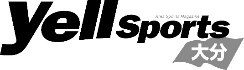 yell Sports
大分